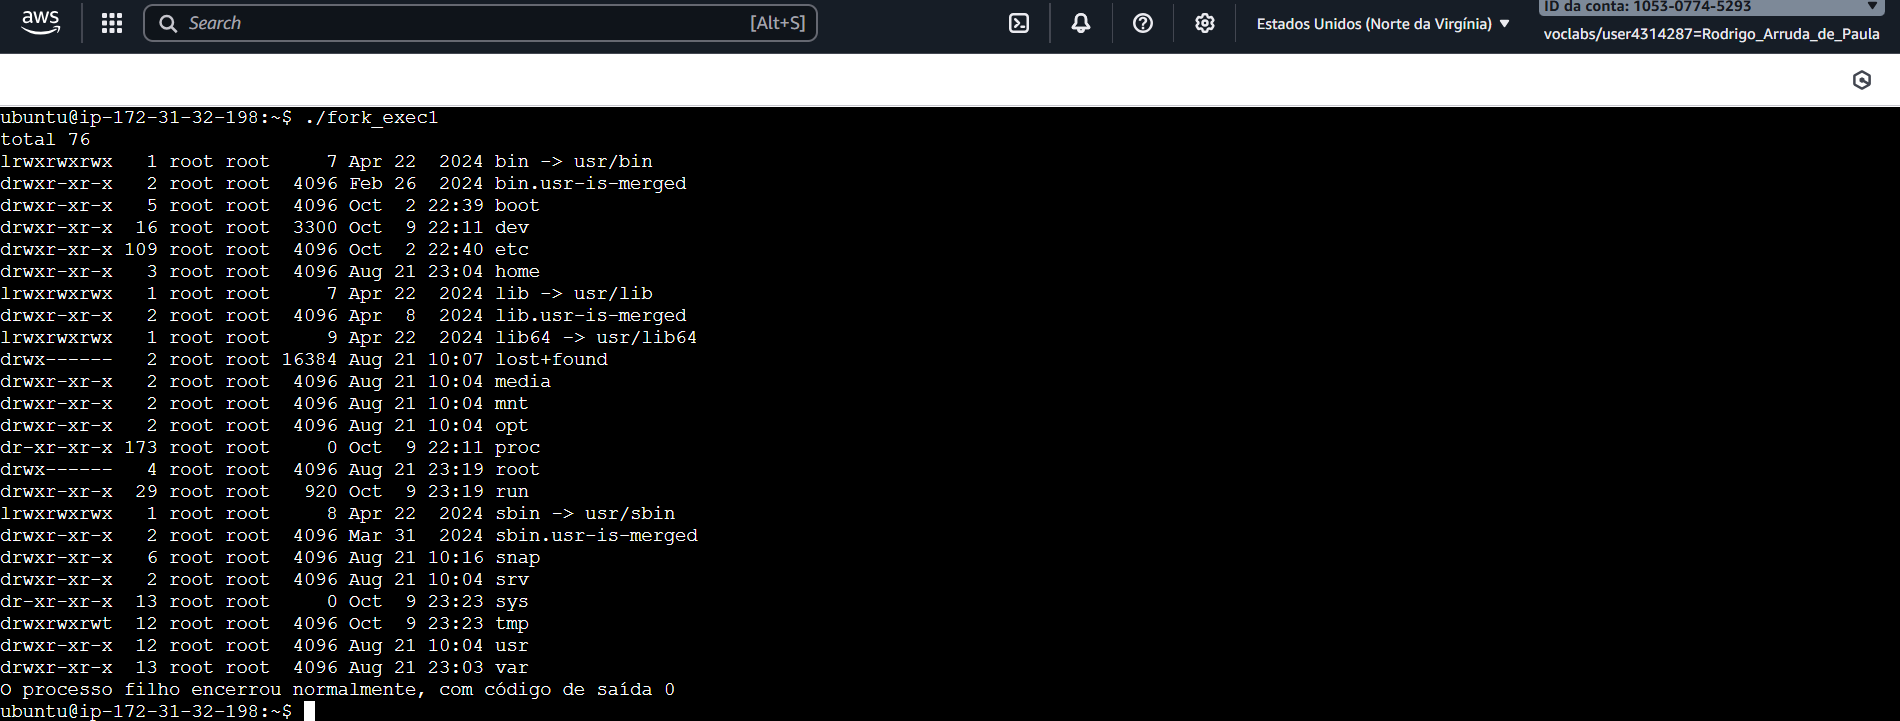 aws
Search
[Alt+S]
Estados Unidos (Norte da Virgínia)
ID da conta: 1053-0774-5293
voclabs/user4314287=Rodrigo_Arruda_de_Paula
ubuntu@ip-172-31-32-198:~$ ./fork_exec1
total 76
lrwxrwxrwx   1 root root     7 Apr 22  2024 bin -> usr/bin
drwxr-xr-x   2 root root  4096 Feb 26  2024 bin.usr-is-merged
drwxr-xr-x   5 root root  4096 Oct  2 22:39 boot
drwxr-xr-x  16 root root  3300 Oct  9 22:11 dev
drwxr-xr-x 109 root root  4096 Oct  2 22:40 etc
drwxr-xr-x   3 root root  4096 Aug 21 23:04 home
lrwxrwxrwx   1 root root     7 Apr 22  2024 lib -> usr/lib
drwxr-xr-x   2 root root  4096 Apr  8  2024 lib.usr-is-merged
lrwxrwxrwx   1 root root     9 Apr 22  2024 lib64 -> usr/lib64
drwx------   2 root root 16384 Aug 21 10:07 lost+found
drwxr-xr-x   2 root root  4096 Aug 21 10:04 media
drwxr-xr-x   2 root root  4096 Aug 21 10:04 mnt
drwxr-xr-x   2 root root  4096 Aug 21 10:04 opt
dr-xr-xr-x 173 root root     0 Oct  9 22:11 proc
drwx------   4 root root  4096 Aug 21 23:19 root
drwxr-xr-x  29 root root   920 Oct  9 23:19 run
lrwxrwxrwx   1 root root     8 Apr 22  2024 sbin -> usr/sbin
drwxr-xr-x   2 root root  4096 Mar 31  2024 sbin.usr-is-merged
drwxr-xr-x   6 root root  4096 Aug 21 10:16 snap
drwxr-xr-x   2 root root  4096 Aug 21 10:04 srv
dr-xr-xr-x  13 root root     0 Oct  9 23:23 sys
drwxrwxrwt  12 root root  4096 Oct  9 23:23 tmp
drwxr-xr-x  12 root root  4096 Aug 21 10:04 usr
drwxr-xr-x  13 root root  4096 Aug 21 23:03 var
O processo filho encerrou normalmente, com código de saída 0
ubuntu@ip-172-31-32-198:~$